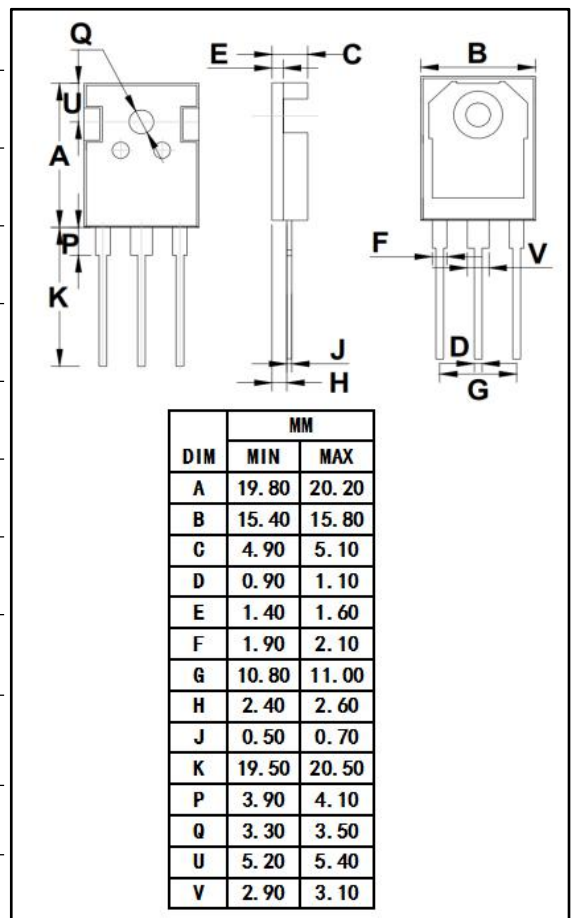 Q
E
C
B
U
A
P
K
F
V
J
H
D
G
MM
DIM MIN MAX
A 19.80 20.20
B 15.40 15.80
C 4.90 5.10
D 0.90 1.10
E 1.40 1.60
F 1.90 2.10
G 10.80 11.00
H 2.40 2.60
J 0.50 0.70
K 19.50 20.50
P 3.90 4.10
Q 3.30 3.50
U 5.20 5.40
V 2.90 3.10